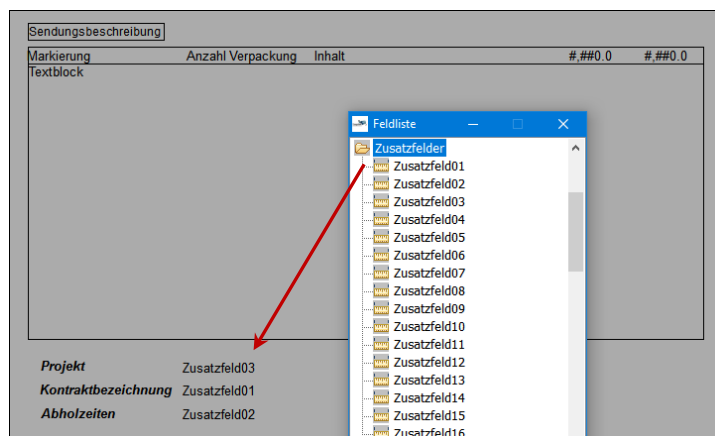 Sendungsbeschreibung
Markierung Anzahl Verpackung Inhalt #,##0.0 #,##0.0
Textblock
Feldliste
Zusatzfelder
Zusatzfeld01
Zusatzfeld02
Zusatzfeld03
Zusatzfeld04
Zusatzfeld05
Zusatzfeld06
Zusatzfeld07
Zusatzfeld08
Zusatzfeld09
Zusatzfeld10
Zusatzfeld11
Zusatzfeld12
Zusatzfeld13
Zusatzfeld14
Zusatzfeld15
Zusatzfeld16
Projekt Zusatzfeld03
Kontraktbezeichnung Zusatzfeld01
Abholzeiten Zusatzfeld02